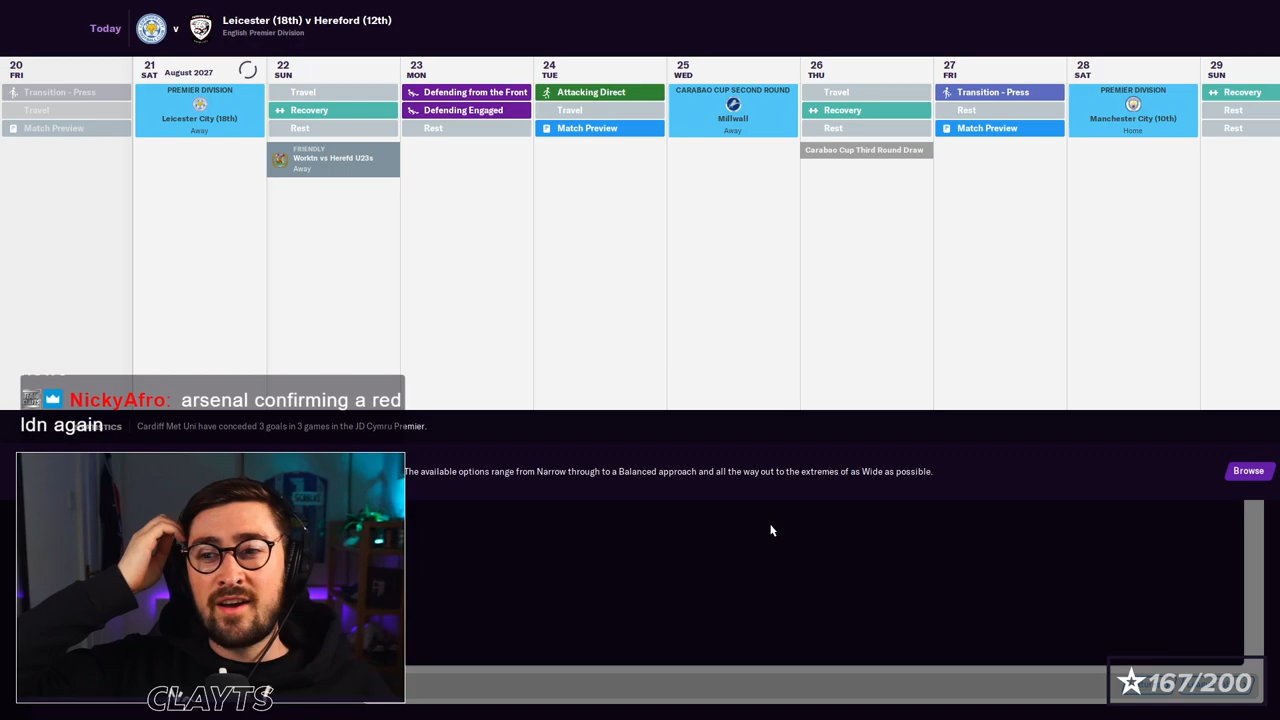 Today
v
Leicester (18th) v Hereford (12th)
English Premier Division
20
FRI
21
SAT
August 2027
22
SUN
23
MON
24
TUE
25
WED
26
THU
27
FRI
28
SAT
29
SUN
Transition - Press
Travel
Match Preview
PREMIER DIVISION
Leicester City (18th)
Away
Travel
Recovery
Rest
FRIENDLY
Worktn vs Herefd U23s
Away
Defending from the Front
Defending Engaged
Rest
Attacking Direct
Travel
Match Preview
CARABAO CUP SECOND ROUND
Millwall
Away
Travel
Recovery
Rest
Carabao Cup Third Round Draw
Transition - Press
Rest
Match Preview
PREMIER DIVISION
Manchester City (10th)
Home
Recovery
Rest
Rest
NickyAfro: arsenal confirming a red
ldn again
Cardiff Met Uni have conceded 3 goals in 3 games in the JD Cymru Premier.
The available options range from Narrow through to a Balanced approach and all the way out to the extremes of as Wide as possible.
Browse
CLAYTS
167/200